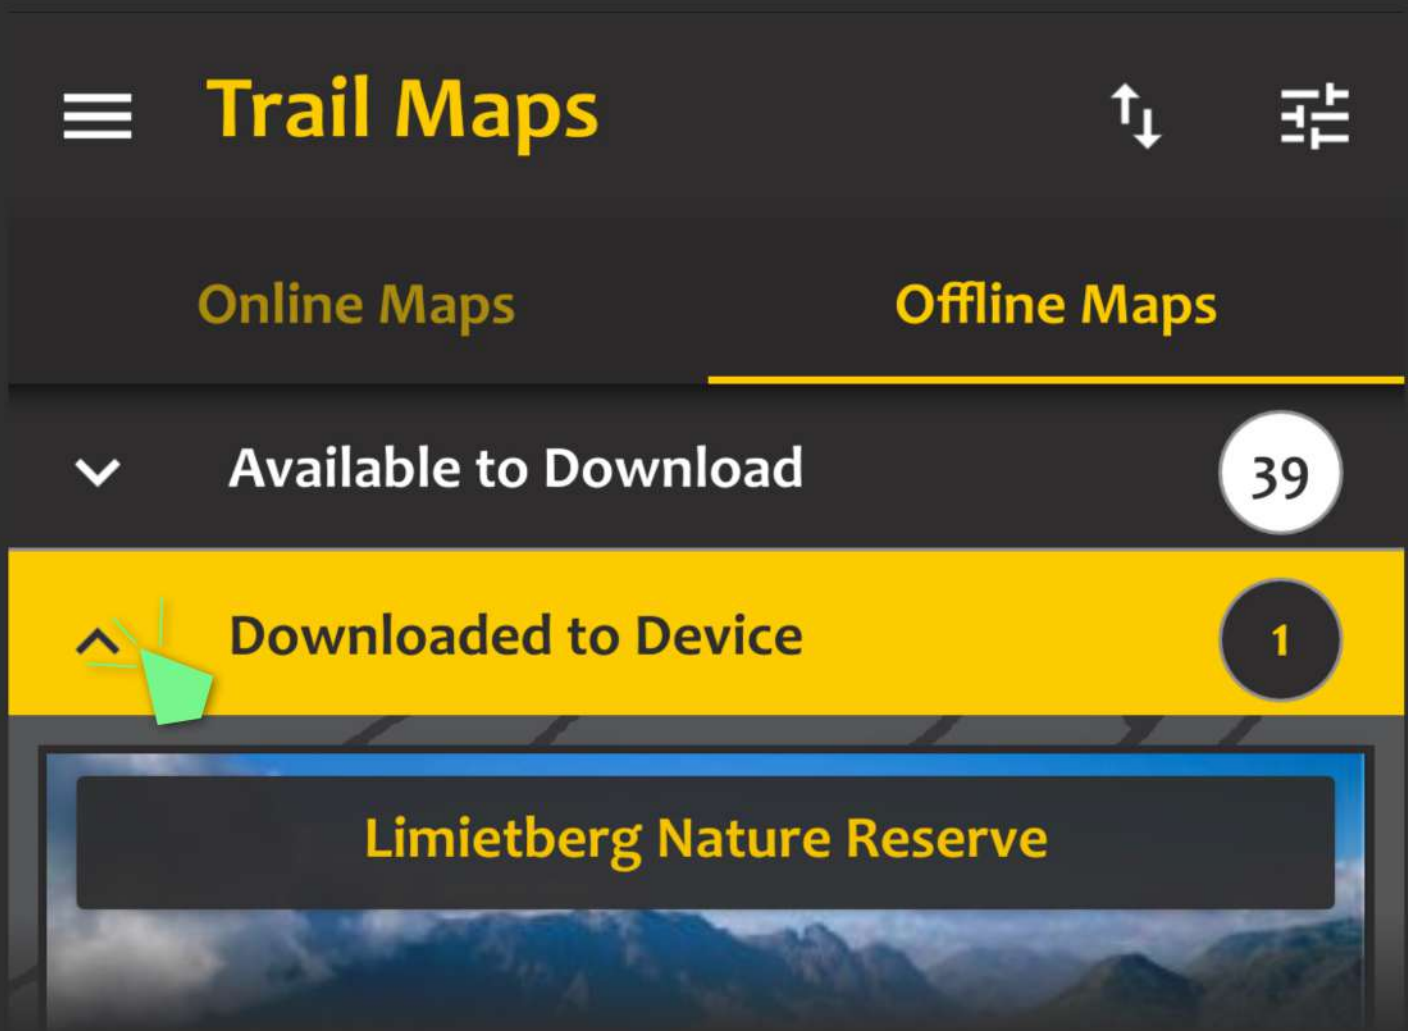 Trail Maps
Online Maps
Offline Maps
Available to Download
39
Downloaded to Device
1
Limietberg Nature Reserve